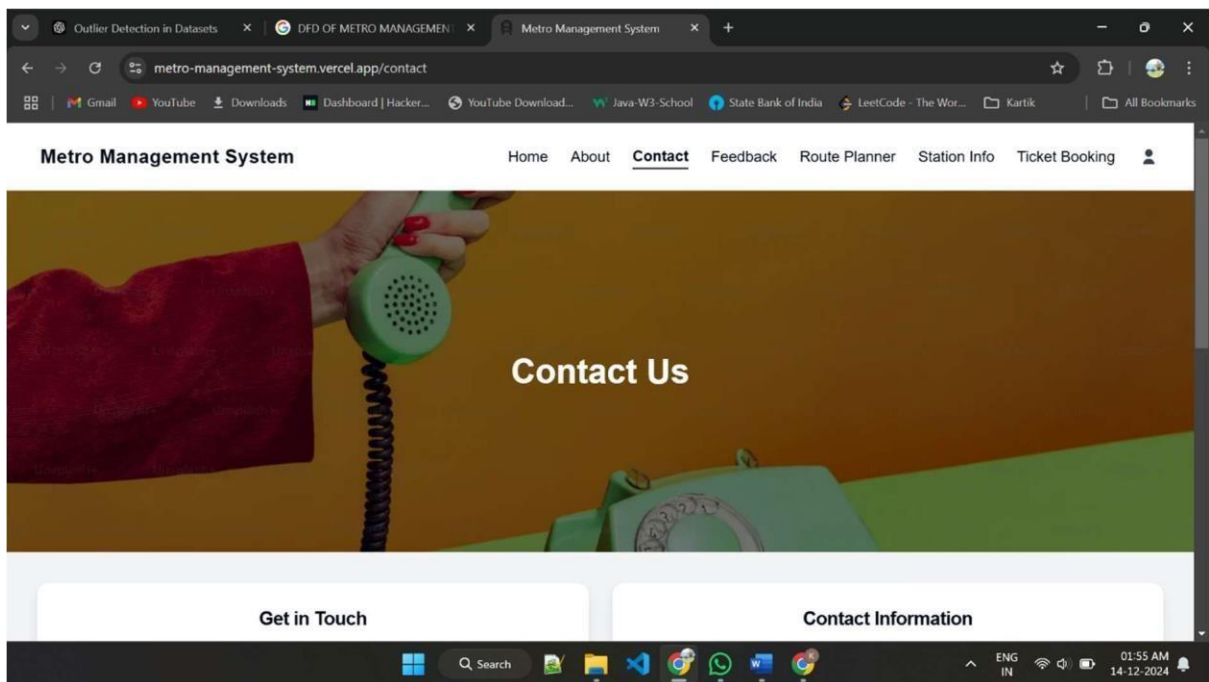 Outlier Detection in Datasets
DFD OF METRO MANAGEMENT
Metro Management System
metro-management-system.vercel.app/contact
Gmail YouTube Downloads Dashboard | Hacker... YouTube Download... Java-W3-School State Bank of India LeetCode - The Wor... Kartik All Bookmarks
Metro Management System Home About Contact Feedback Route Planner Station Info Ticket Booking
Contact Us
Get in Touch
Contact Information
Search
ENG
IN
01:55 AM
14-12-2024